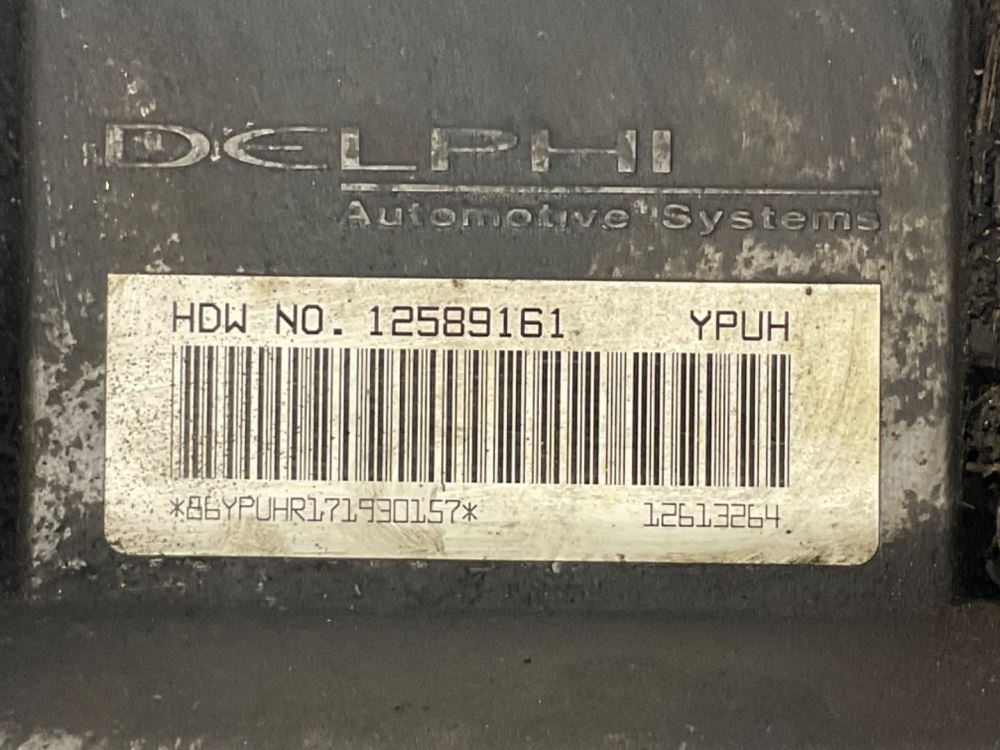 DELPHI
Automotive Systems
HDW NO. 12589161 YPUH
*86YPUHR171930157* 12613264